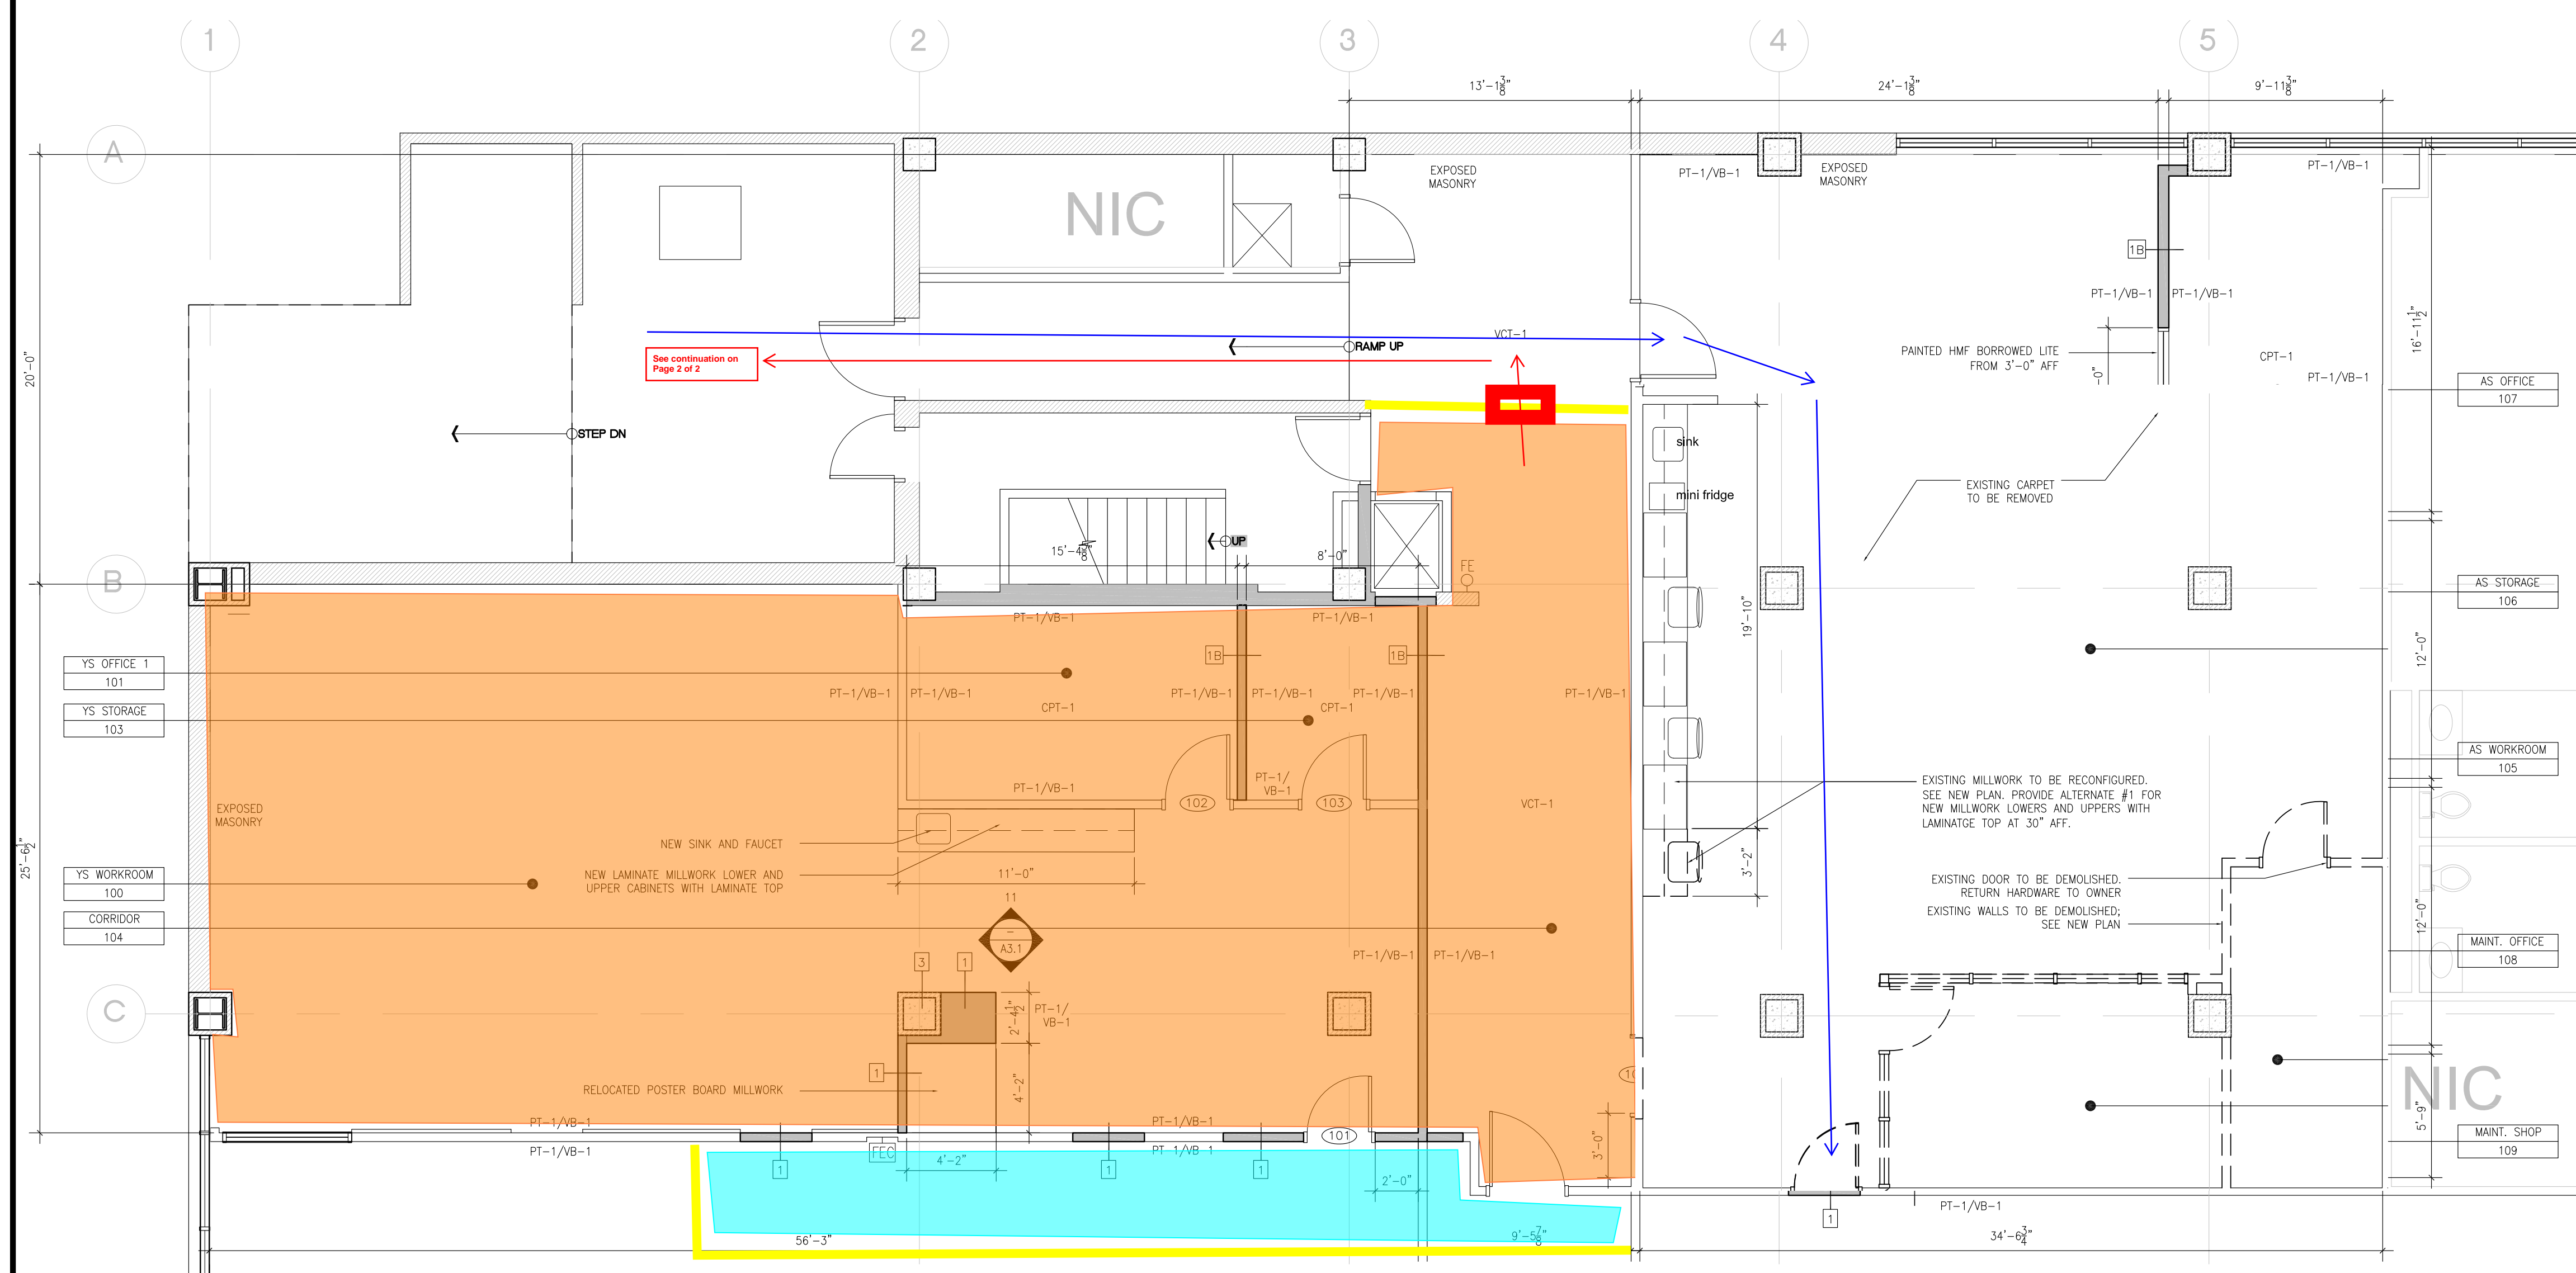 1
2
3
4
5
13'-1 3/8"
24'-1 3/8"
9'-11 3/8"
A
EXPOSED
MASONRY
PT-1/VB-1
EXPOSED
MASONRY
PT-1/VB-1
NIC
1B
PT-1/VB-1
PT-1/VB-1
20'-0"
VCT-1
RAMP UP
See continuation on
Page 2 of 2
PAINTED HMF BORROWED LITE
FROM 3'-0" AFF
-0"
CPT-1
PT-1/VB-1
16'-11 1/2"
AS OFFICE
107
STEP DN
sink
mini fridge
EXISTING CARPET
TO BE REMOVED
UP
15'-4 7/8"
8'-0"
FE
B
AS STORAGE
106
19'-10"
PT-1/VB-1
PT-1/VB-1
1B
1B
12'-0"
YS OFFICE 1
101
PT-1/VB-1
PT-1/VB-1
PT-1/VB-1
PT-1/VB-1
PT-1/VB-1
PT-1/VB-1
CPT-1
CPT-1
YS STORAGE
103
AS WORKROOM
105
PT-1/VB-1
PT-1/
VB-1
102
103
VCT-1
EXISTING MILLWORK TO BE RECONFIGURED.
SEE NEW PLAN. PROVIDE ALTERNATE #1 FOR
NEW MILLWORK LOWERS AND UPPERS WITH
LAMINATGE TOP AT 30" AFF.
EXPOSED
MASONRY
NEW SINK AND FAUCET
25'-6 1/2"
NEW LAMINATE MILLWORK LOWER AND
UPPER CABINETS WITH LAMINATE TOP
11'-0"
3'-2"
EXISTING DOOR TO BE DEMOLISHED.
RETURN HARDWARE TO OWNER
EXISTING WALLS TO BE DEMOLISHED;
SEE NEW PLAN
12'-0"
YS WORKROOM
100
CORRIDOR
104
11
-
A3.1
MAINT. OFFICE
108
3
1
PT-1/VB-1
PT-1/VB-1
C
2'-4 1/2"
PT-1/
VB-1
1
RELOCATED POSTER BOARD MILLWORK
4'-2"
10
NIC
5'-9"
PT-1/VB-1
PT-1/VB-1
PT-1/VB-1
PT-1/VB-1
FEC
101
3'-0"
MAINT. SHOP
109
1
4'-2"
1
1
2'-0"
PT-1/VB-1
1
56'-3"
9'-5 7/8"
34'-6 3/4"